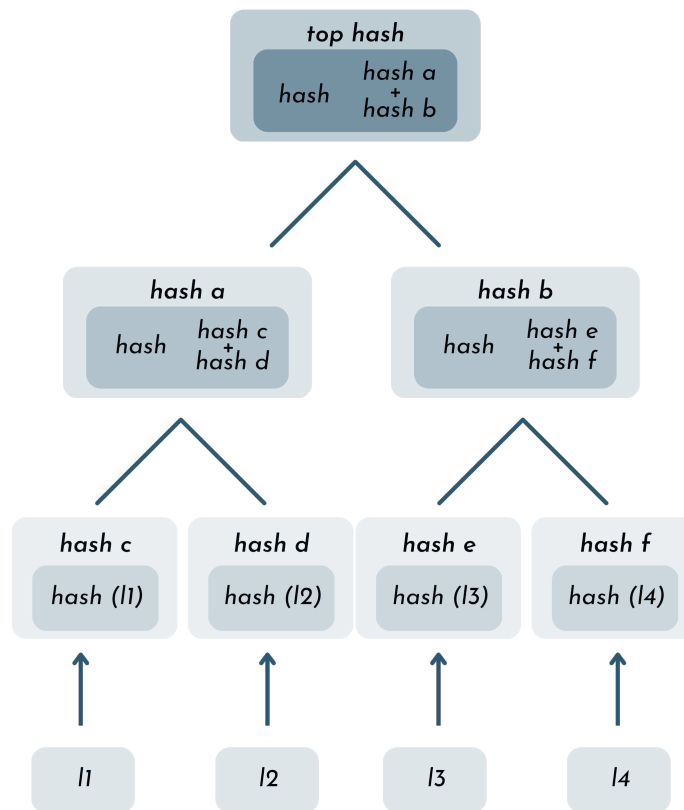 top hash
hash
hash a
+
hash b
hash a
hash
hash c
+
hash d
hash b
hash
hash e
+
hash f
hash c
hash (l1)
hash d
hash (l2)
hash e
hash (l3)
hash f
hash (l4)
l1
l2
l3
l4